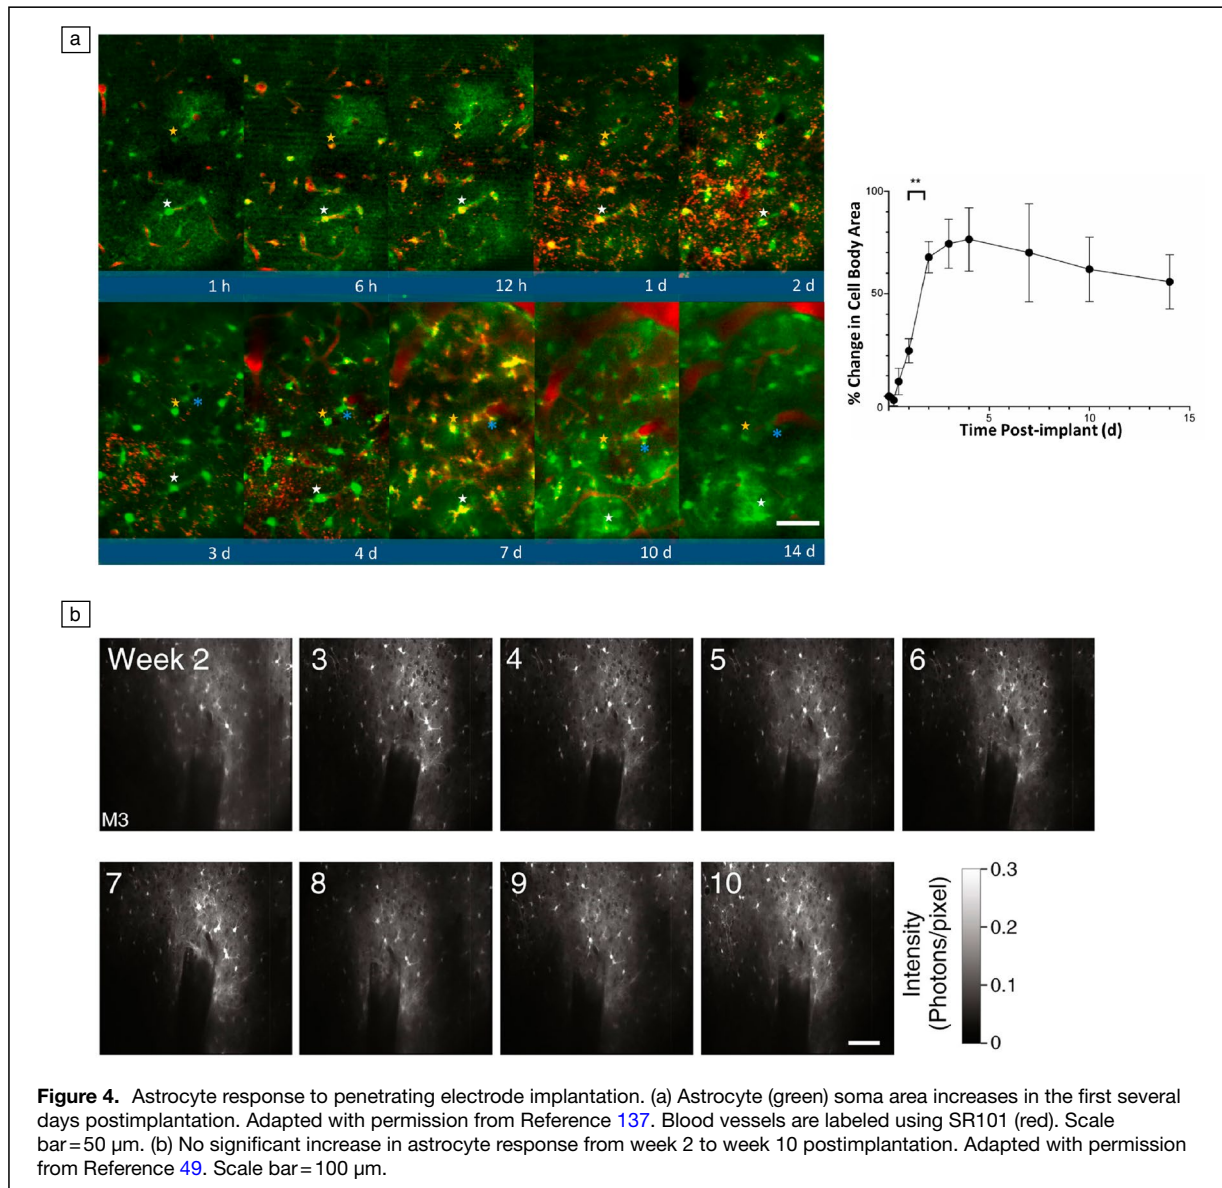 a
1 h
6 h
12 h
1 d
2 d
3 d
4 d
7 d
10 d
14 d
% Change in Cell Body Area
100
50
0
**
5
10
15
Time Post-implant (d)
b
Week 2
3
4
5
6
M3
7
8
9
10
Intensity
(Photons/pixel)
0.3
0.2
0.1
0
Figure 4. Astrocyte response to penetrating electrode implantation. (a) Astrocyte (green) soma area increases in the first several
days postimplantation. Adapted with permission from Reference 137. Blood vessels are labeled using SR101 (red). Scale
bar = 50 µm. (b) No significant increase in astrocyte response from week 2 to week 10 postimplantation. Adapted with permission
from Reference 49. Scale bar = 100 µm.